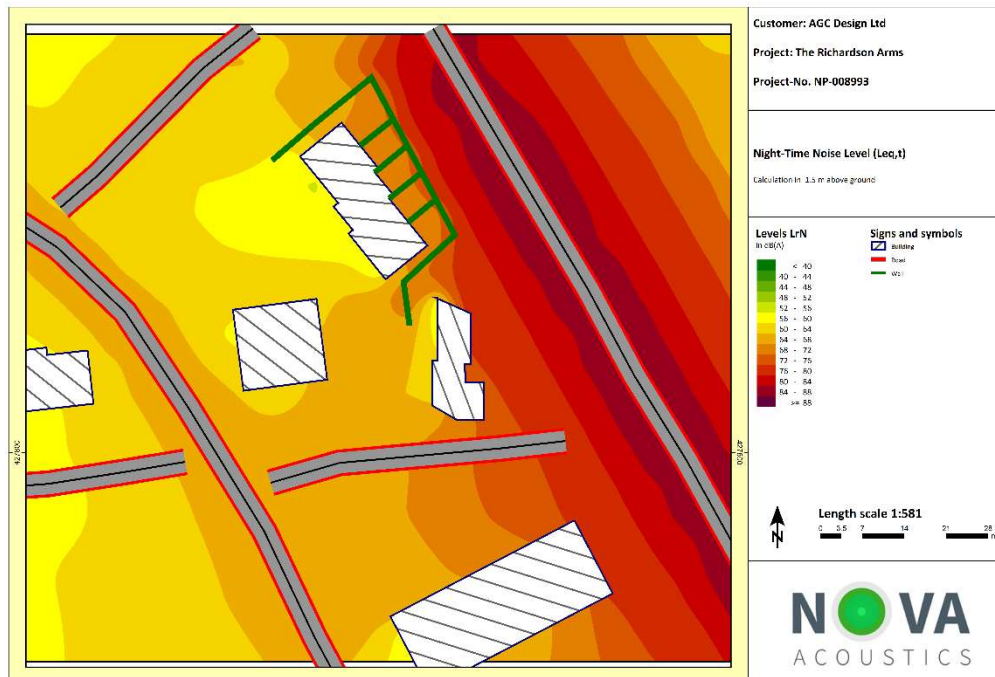 Customer: AGC Design Ltd
Project: The Richardson Arms
Project-No. NP-008993
Night-Time Noise Level (Leq,t)
Calculation in 1.5 m above ground
Levels LrN
in dB(A)
< 40
40 - 44
44 - 48
48 - 52
52 - 56
56 - 60
60 - 64
64 - 68
68 - 72
72 - 76
76 - 80
80 - 84
84 - 88
>= 88
Signs and symbols
Building
Road
Wall
427800
427800
N
Length scale 1:581
0 3.5 7 14 21 28
m
NOVA
ACOUSTICS